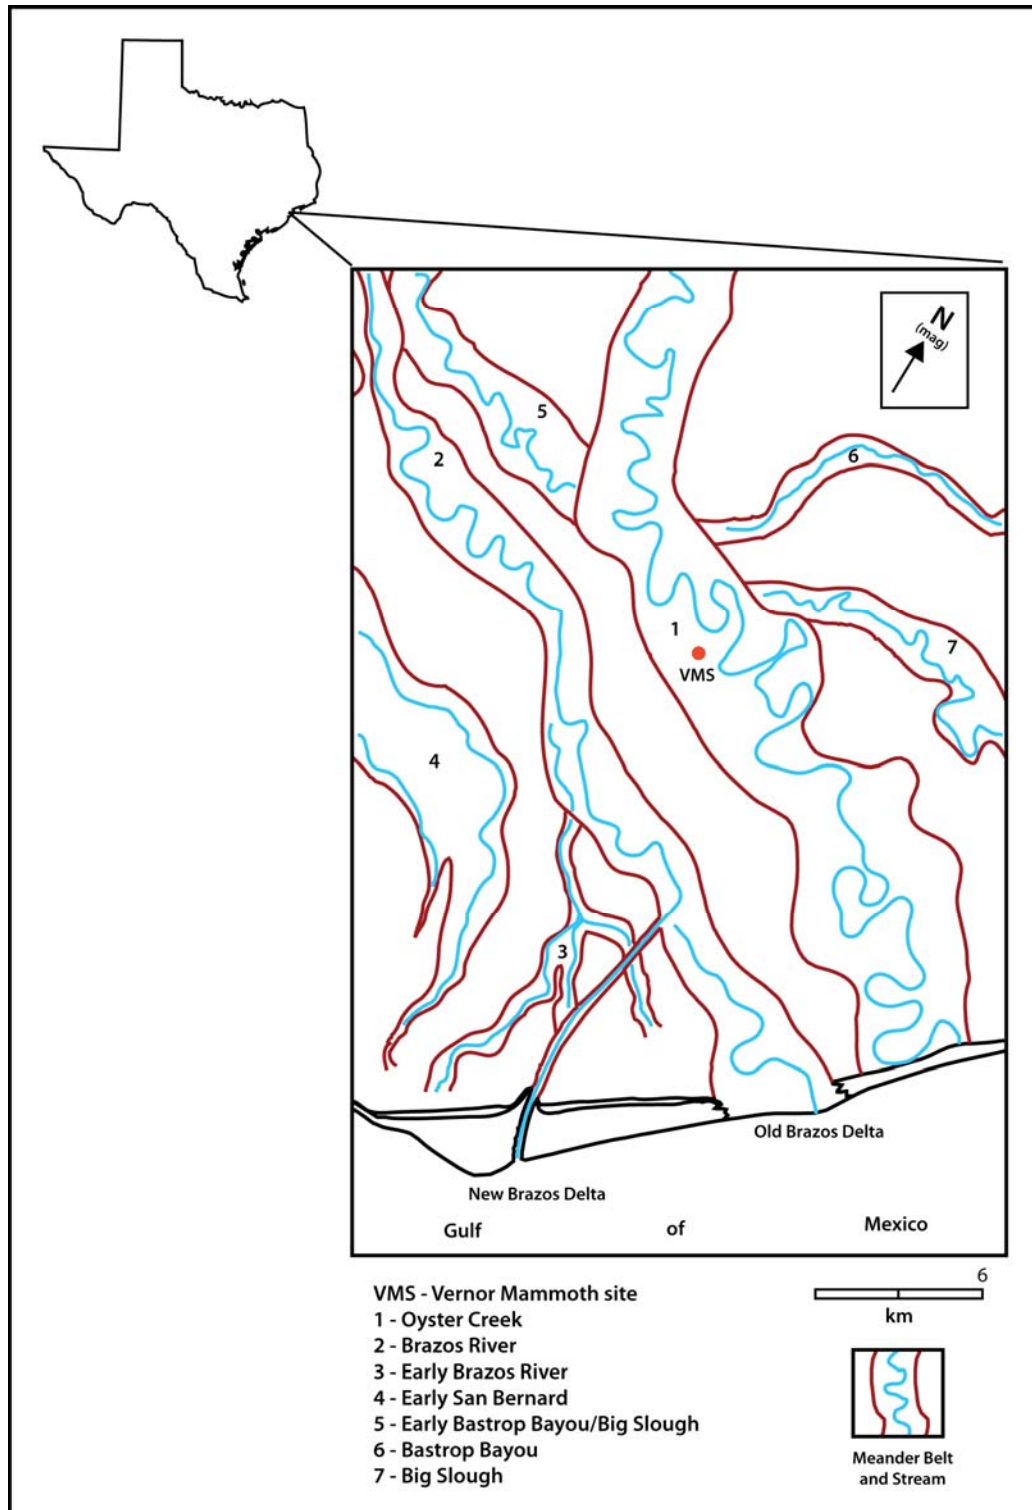 N
(mag)
5
2
6
1
7
VMS
4
3
Old Brazos Delta
New Brazos Delta
Gulf of Mexico
VMS - Vernor Mammoth site
1 - Oyster Creek
2 - Brazos River
3 - Early Brazos River
4 - Early San Bernard
5 - Early Bastrop Bayou/Big Slough
6 - Bastrop Bayou
7 - Big Slough
6
km
Meander Belt
and Stream